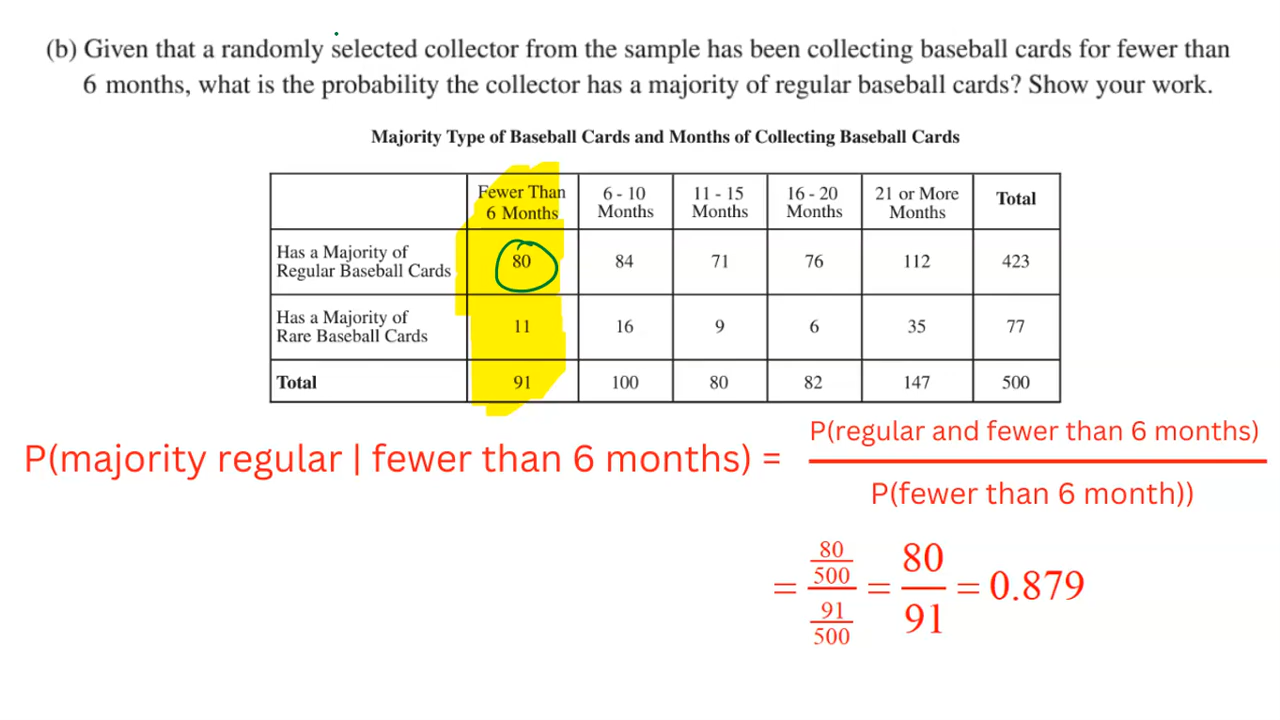 (b) Given that a randomly selected collector from the sample has been collecting baseball cards for fewer than
6 months, what is the probability the collector has a majority of regular baseball cards? Show your work.
Majority Type of Baseball Cards and Months of Collecting Baseball Cards
Fewer Than 6 - 10 11 - 15 16 - 20 21 or More Total
6 Months Months Months Months Months
Has a Majority of
Regular Baseball Cards 80 84 71 76 112 423
Has a Majority of
Rare Baseball Cards 11 16 9 6 35 77
Total 91 100 80 82 147 500
P(regular and fewer than 6 months)
P(majority regular | fewer than 6 months) =
P(fewer than 6 month))
80
500
= = 80/91 = 0.879
91
500